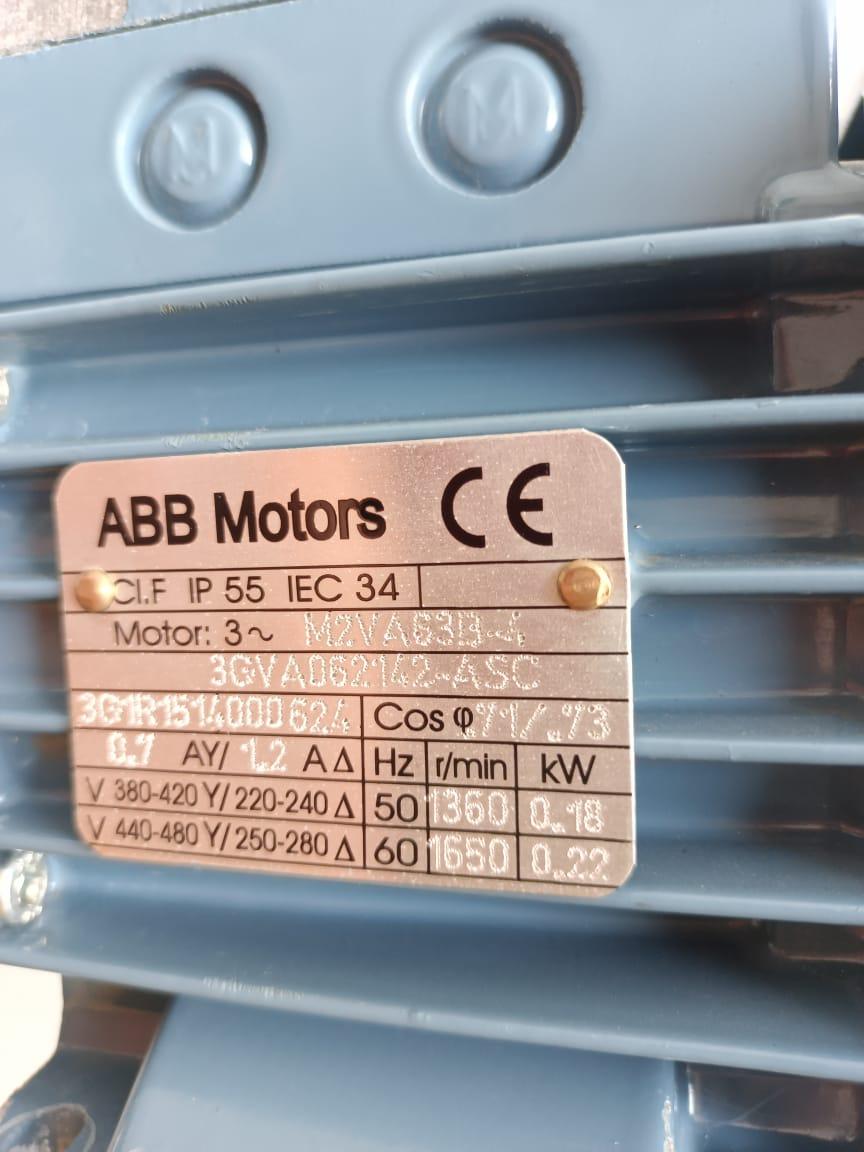 M M
ABB Motors CE
Cl.F IP 55 IEC 34
Motor: 3~ M2VA63B-4
3GVA062142-ASC
3G1R1514000624 Cos φ .71/.73
0.7 AY/ 1.2 A Δ Hz r/min kW
V 380-420 Y/ 220-240 Δ 50 1360 0.18
V 440-480 Y/ 250-280 Δ 60 1650 0.22